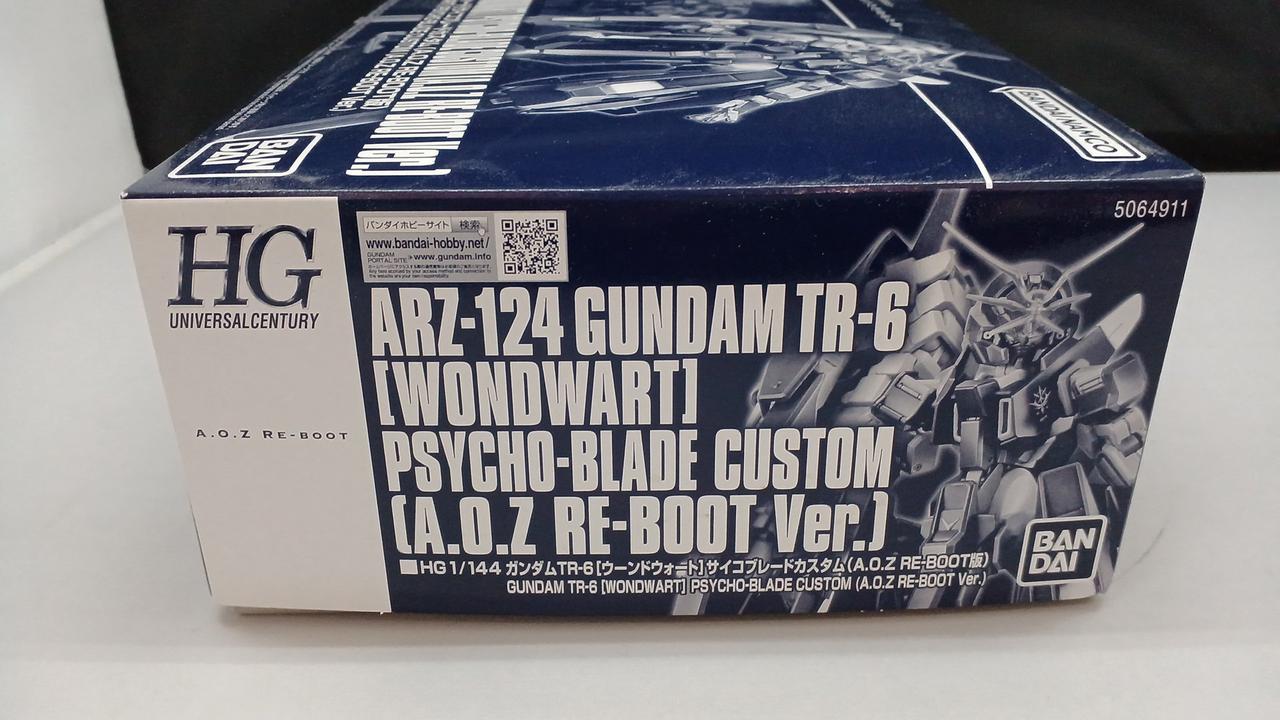 BAN
DAI
BANDAI NAMCO
HG
UNIVERSALCENTURY
A.O.Z RE-BOOT
バンダイホビーサイト 検索
www.bandai-hobby.net/
GUNDAM
PORTAL SITE ▸www.gundam.info
5064911
ARZ-124 GUNDAM TR-6
[WONDWART]
PSYCHO-BLADE CUSTOM
(A.O.Z RE-BOOT Ver.)
■HG 1/144 ガンダムTR-6 [ウーンドウォート] サイコブレードカスタム (A.O.Z RE-BOOT版)
GUNDAM TR-6 [WONDWART] PSYCHO-BLADE CUSTOM (A.O.Z RE-BOOT Ver.)
BAN
DAI